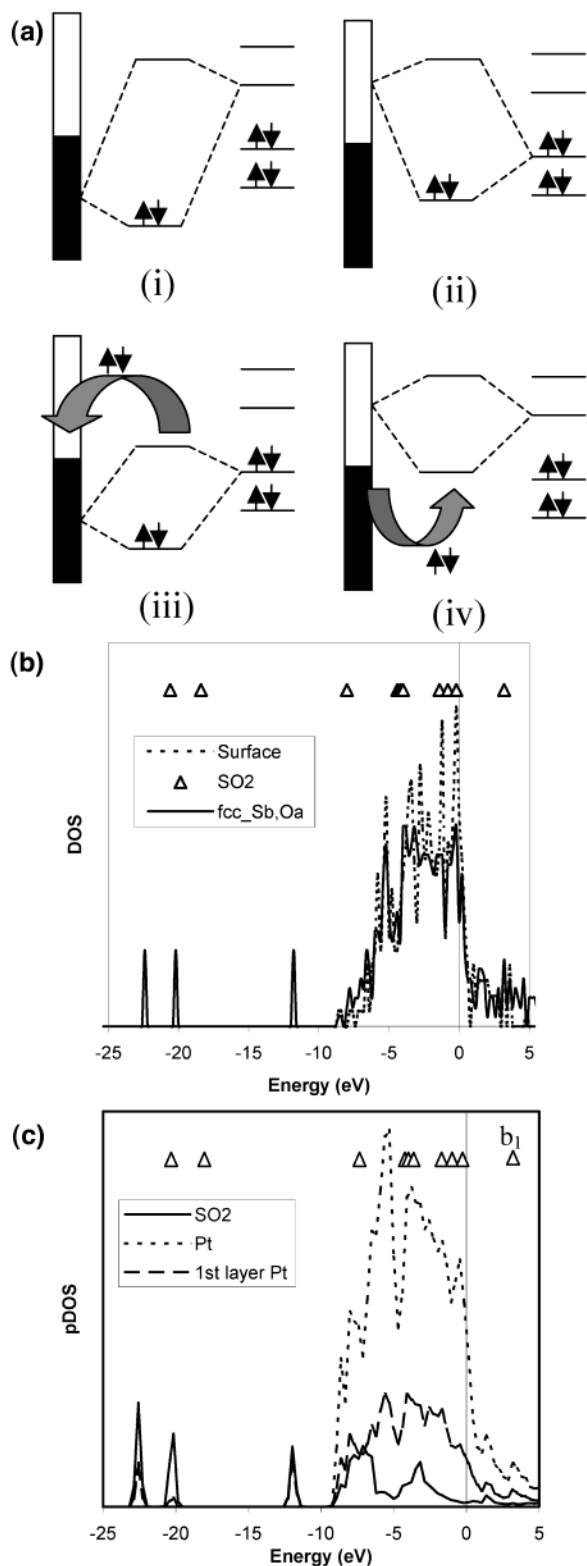 (a)
(i)
(ii)
(iii)
(iv)
(b)
Surface
SO2
fcc_Sb,Oa
DOS
-25 -20 -15 -10 -5 0 5
Energy (eV)
(c)
b1
SO2
Pt
1st layer Pt
pDOS
-25 -20 -15 -10 -5 0 5
Energy (eV)